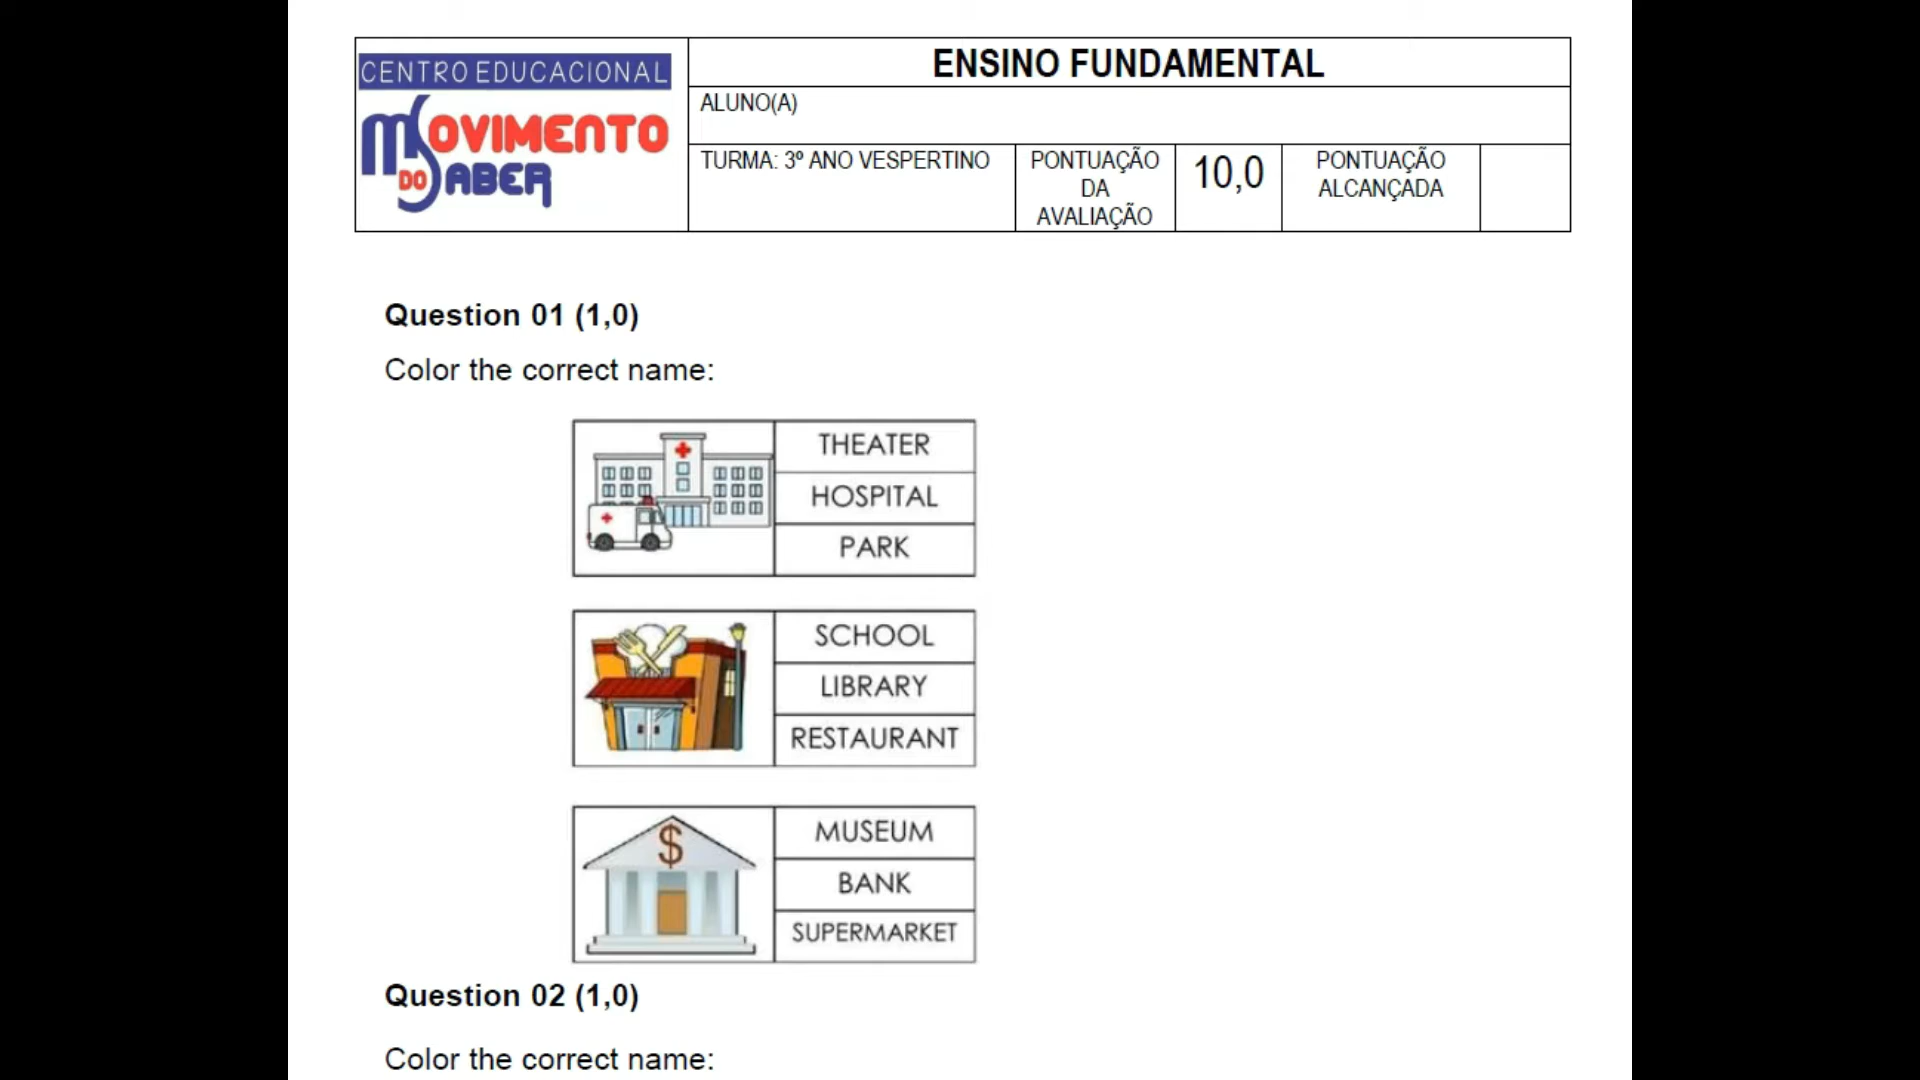 CENTRO EDUCACIONAL
MOVIMENTO
DO SABER
ENSINO FUNDAMENTAL
ALUNO(A)
TURMA: 3º ANO VESPERTINO
PONTUAÇÃO
DA
AVALIAÇÃO
10,0
PONTUAÇÃO
ALCANÇADA
Question 01 (1,0)
Color the correct name:
THEATER
HOSPITAL
PARK
SCHOOL
LIBRARY
RESTAURANT
$
MUSEUM
BANK
SUPERMARKET
Question 02 (1,0)
Color the correct name: